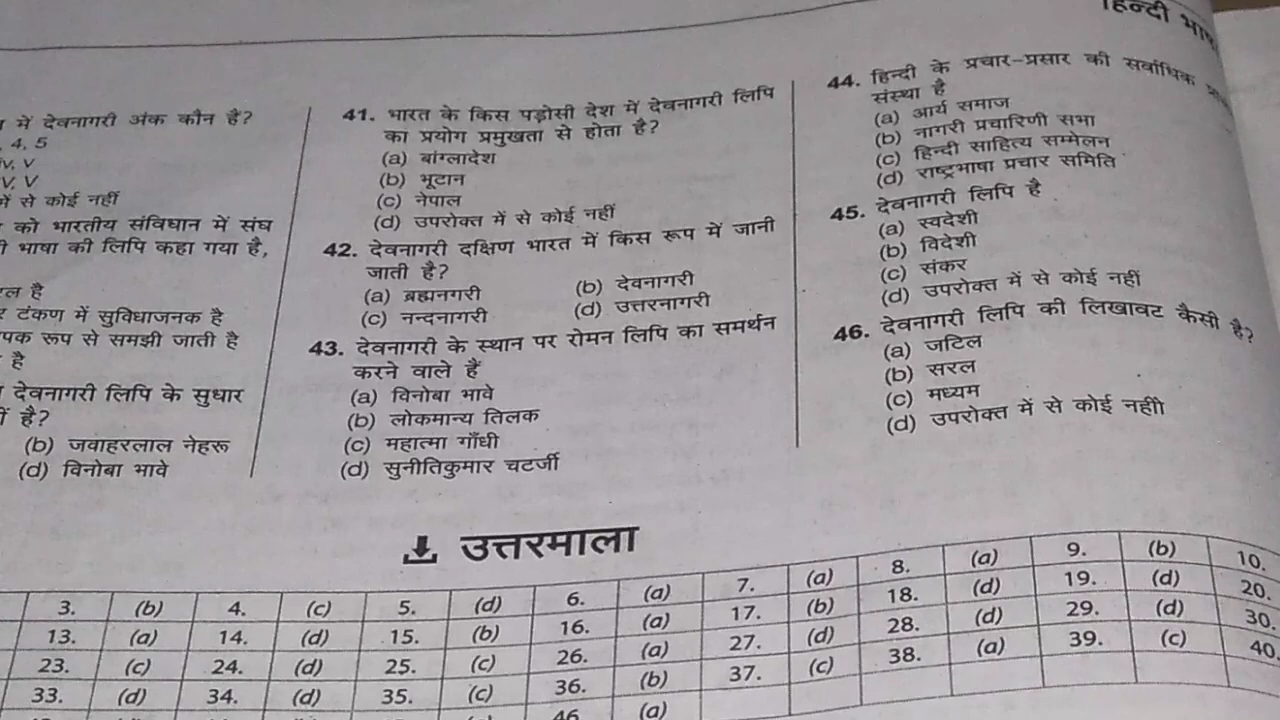 हिन्दी
में देवनागरी अंक कौन हैं?
4, 5
V
V, V
में से कोई नहीं
को भारतीय संविधान में संघ
भाषा की लिपि कहा गया है,
है
टंकण में सुविधाजनक है
रूप से समझी जाती है
है
देवनागरी लिपि के सुधार
है?
(b) जवाहरलाल नेहरू
(d) विनोबा भावे
41. भारत के किस पड़ोसी देश में देवनागरी लिपि
का प्रयोग प्रमुखता से होता है?
(a) बांग्लादेश
(b) भूटान
(c) नेपाल
(d) उपरोक्त में से कोई नहीं
42. देवनागरी दक्षिण भारत में किस रूप में जानी
जाती है?
(a) ब्रह्मनगरी (b) देवनागरी
(c) नन्दनागरी (d) उत्तरनागरी
43. देवनागरी के स्थान पर रोमन लिपि का समर्थन
करने वाले हैं
(a) विनोबा भावे
(b) लोकमान्य तिलक
(c) महात्मा गाँधी
(d) सुनीतिकुमार चटर्जी
44. हिन्दी के प्रचार-प्रसार की सर्वाधिक
संस्था है
(a) आर्य समाज
(b) नागरी प्रचारिणी सभा
(c) हिन्दी साहित्य सम्मेलन
(d) राष्ट्रभाषा प्रचार समिति
45. देवनागरी लिपि है
(a) स्वदेशी
(b) विदेशी
(c) संकर
(d) उपरोक्त में से कोई नहीं
46. देवनागरी लिपि की लिखावट कैसी है?
(a) जटिल
(b) सरल
(c) मध्यम
(d) उपरोक्त में से कोई नहीीं
उत्तरमाला
3. (b) 4. (c) 5. (d) 6. (a) 7. (a) 8. (a) 9. (b) 10.
13. (a) 14. (d) 15. (b) 16. (a) 17. (b) 18. (d) 19. (d) 20.
23. (c) 24. (d) 25. (c) 26. (a) 27. (d) 28. (d) 29. (d) 30.
33. (d) 34. (d) 35. (c) 36. (b) 37. (c) 38. (a) 39. (c) 40.
46 (a)